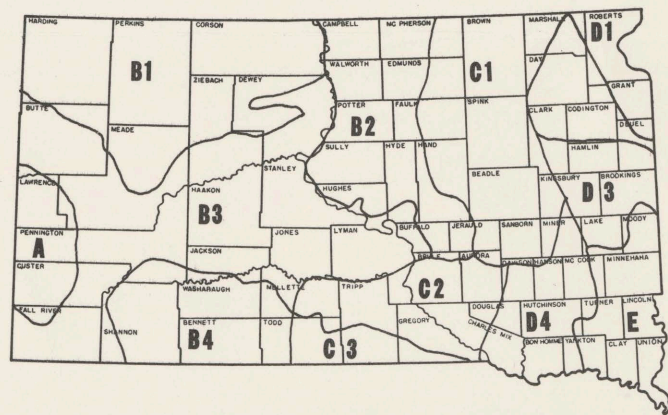 HARDING PERKINS CORSON CAMPBELL MC PHERSON BROWN MARSHALL ROBERTS
D1
B1 WALWORTH EDMUNDS C1 DAY
ZIEBACH DEWEY GRANT
BUTTE POTTER FAULK SPINK CLARK CODINGTON
MEADE B2 DEUEL
SULLY HYDE HAND HAMLIN
LAWRENCE STANLEY BEADLE KINGSBURY BROOKINGS
HAAKON HUGHES D 3
B3
PENNINGTON JONES LYMAN BUFFALO JERAULD SANBORN MINER LAKE MOODY
A
JACKSON BRULE AURORA DAVISON HANSON MC COOK MINNEHAHA
CUSTER
WASHABAUGH MELLETTE TRIPP C2
FALL RIVER SHANNON DOUGLAS HUTCHINSON TURNER LINCOLN
BENNETT TODD GREGORY CHARLES MIX D4 E
B4 C 3 BON HOMME YANKTON CLAY UNION